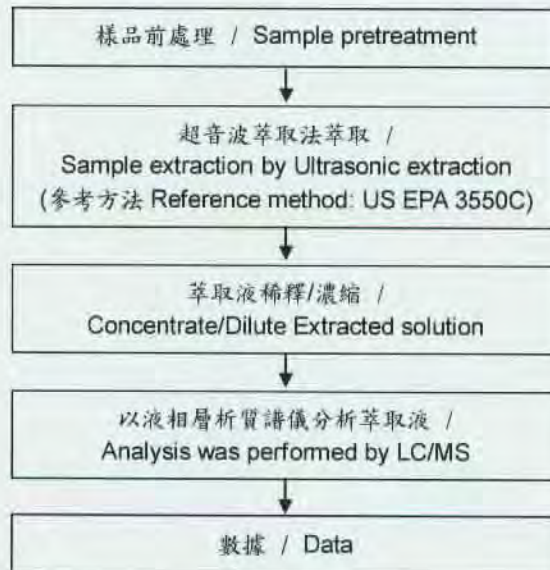 樣品前處理 / Sample pretreatment
超音波萃取法萃取 /
Sample extraction by Ultrasonic extraction
(參考方法 Reference method: US EPA 3550C)
萃取液稀釋/濃縮 /
Concentrate/Dilute Extracted solution
以液相層析質譜儀分析萃取液 /
Analysis was performed by LC/MS
數據 / Data